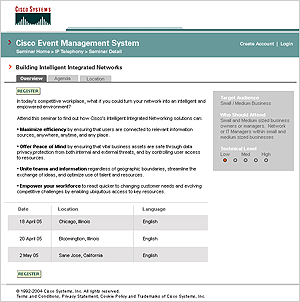 CISCO SYSTEMS
Cisco Event Management System
Seminar Home > IP Telephony > Seminar Detail
Create Account | Login
Building Intelligent Integrated Networks
Overview Agenda Location
REGISTER
In today's competitive workplace, what if you could turn your network into an intelligent and
empowered environment?
Attend this seminar to find out how Cisco's Intelligent Integrated Networking solutions can:
• Maximize efficiency by ensuring that users are connected to relevant information
sources, anywhere, anytime, and any place.
• Offer Peace of Mind by ensuring that vital business assets are safe through data
privacy,protection from both internal and external threats, and by controlling user access
to resources.
• Unite teams and information regardless of geographic boundaries, streamline
the exchange of ideas, and optimize use of talent and resources.
• Empower your workforce to react quicker to changing customer needs and evolving
competitive challenges by enabling ubiquitous access to key resources.
Target Audience
Small / Medium Business
Who Should Attend
Small and Medium sized business
owners or managers. Network
or IT Managers within small and
medium sized businesses
Technical Level
Low Med High
Date Location Language
18 April 05 Chicago, Illinois English
20 April 05 Bloomington, Illinois English
2 May 05 Sane Jose, California English
REGISTER
© 1992-2004 Cisco Systems, Inc. All rights reserved.
Terms and Conditions, Privacy Statement, Cookie Policy and Trademarks of Cisco Systems, Inc.